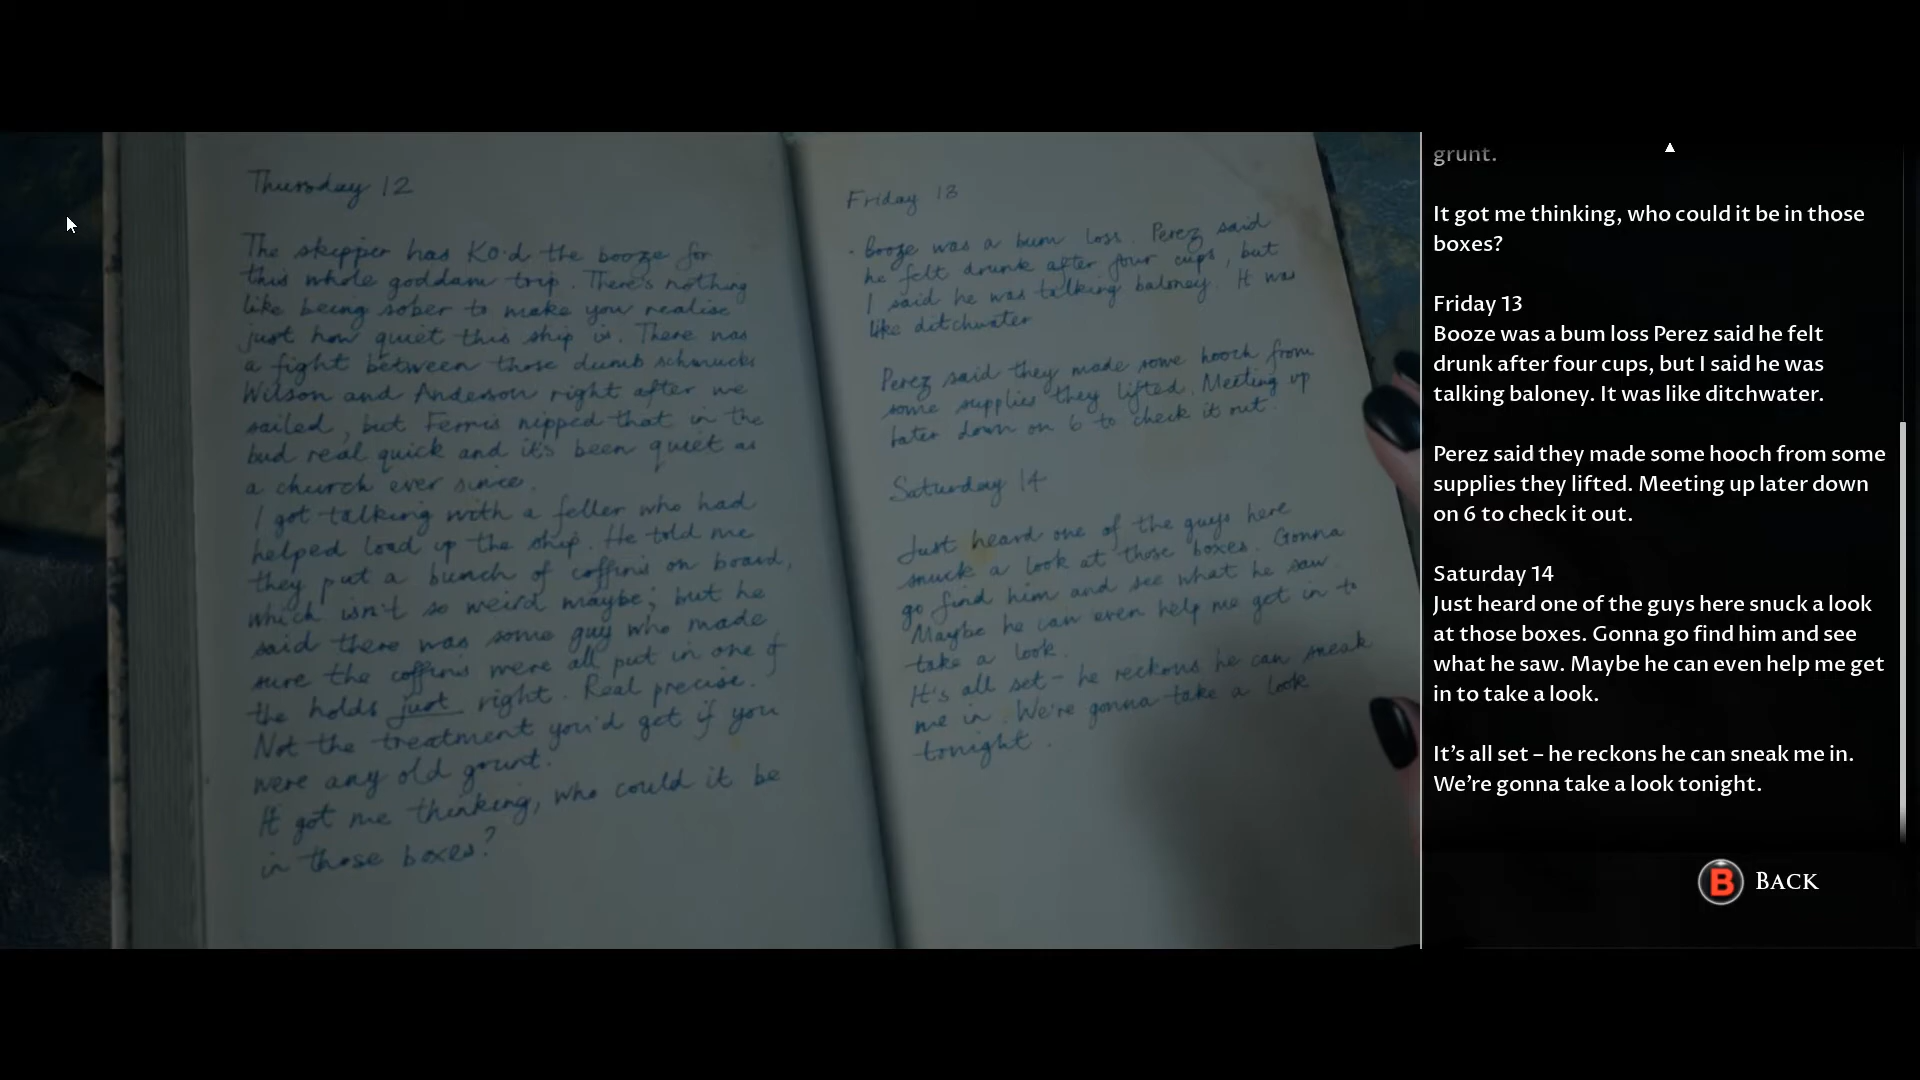 Thursday 12
The skipper has KO'd the booze for
this whole goddam trip. There's nothing
like being sober to make you realise
just how quiet this ship is. There was
a fight between those dumb schmucks
Wilson and Anderson right after we
sailed, but Ferris nipped that in the
bud real quick and it's been quiet as
a church ever since.
I got talking with a feller who had
helped load up the ship. He told me
they put a bunch of coffins on board,
which isn't so weird maybe; but he
said there was some guy who made
sure the coffins were all put in one of
the holds just right. Real precise.
Not the treatment you'd get if you
were any old grunt.
It got me thinking, who could it be
in those boxes?
Friday 13
- Booze was a bum loss. Perez said
he felt drunk after four cups, but
I said he was talking baloney. It was
like ditchwater
Perez said they made some hooch from
some supplies they lifted. Meeting up
later down on 6 to check it out.
Saturday 14
Just heard one of the guys here
snuck a look at those boxes. Gonna
go find him and see what he saw.
Maybe he can even help me get in to
take a look.
It's all set – he reckons he can sneak
me in. We're gonna take a look
tonight.
grunt.
It got me thinking, who could it be in those
boxes?
Friday 13
Booze was a bum loss Perez said he felt
drunk after four cups, but I said he was
talking baloney. It was like ditchwater.
Perez said they made some hooch from some
supplies they lifted. Meeting up later down
on 6 to check it out.
Saturday 14
Just heard one of the guys here snuck a look
at those boxes. Gonna go find him and see
what he saw. Maybe he can even help me get
in to take a look.
It's all set – he reckons he can sneak me in.
We're gonna take a look tonight.
B BACK